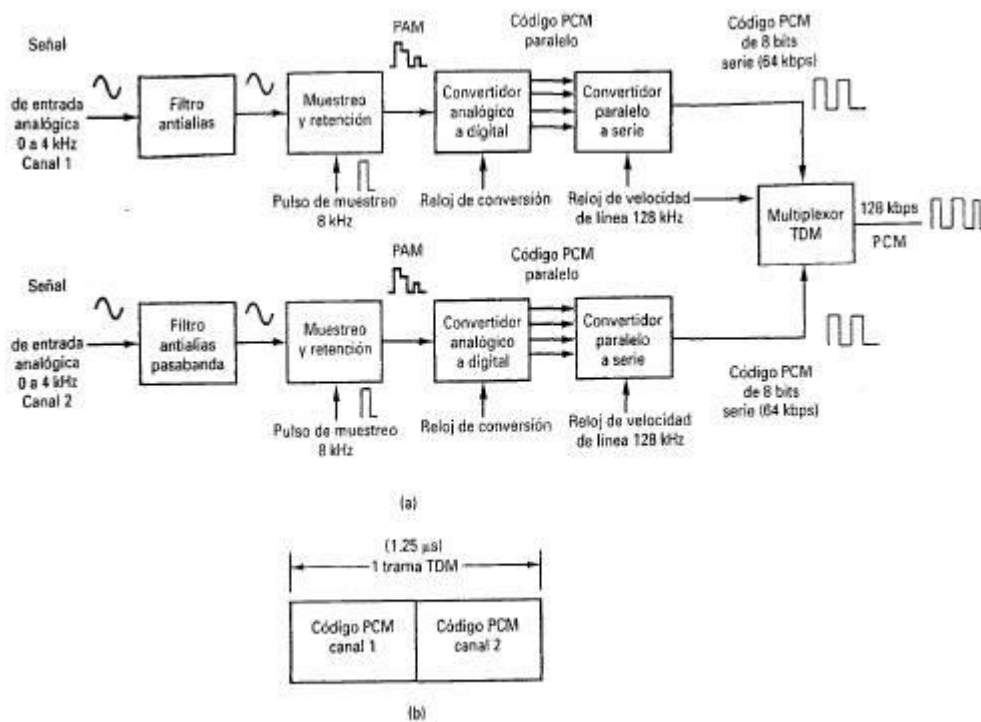 Señal
de entrada
analógica
0 a 4 kHz
Canal 1
Filtro
antialias
Muestreo
y retención
Pulso de muestreo
8 kHz
PAM
Convertidor
analógico
a digital
Reloj de conversión
Código PCM
paralelo
Convertidor
paralelo
a serie
Reloj de velocidad
de línea 128 kHz
Código PCM
de 8 bits
serie (64 kbps)
Multiplexor
TDM
128 kbps
PCM
Señal
de entrada
analógica
0 a 4 kHz
Canal 2
Filtro
antialias
pasabanda
Muestreo
y retención
Pulso de muestreo
8 kHz
PAM
Convertidor
analógico
a digital
Reloj de conversión
Código PCM
paralelo
Convertidor
paralelo
a serie
Reloj de velocidad
de línea 128 kHz
Código PCM
de 8 bits
serie (64 kbps)
(a)
(1.25 µs)
1 trama TDM
Código PCM
canal 1
Código PCM
canal 2
(b)